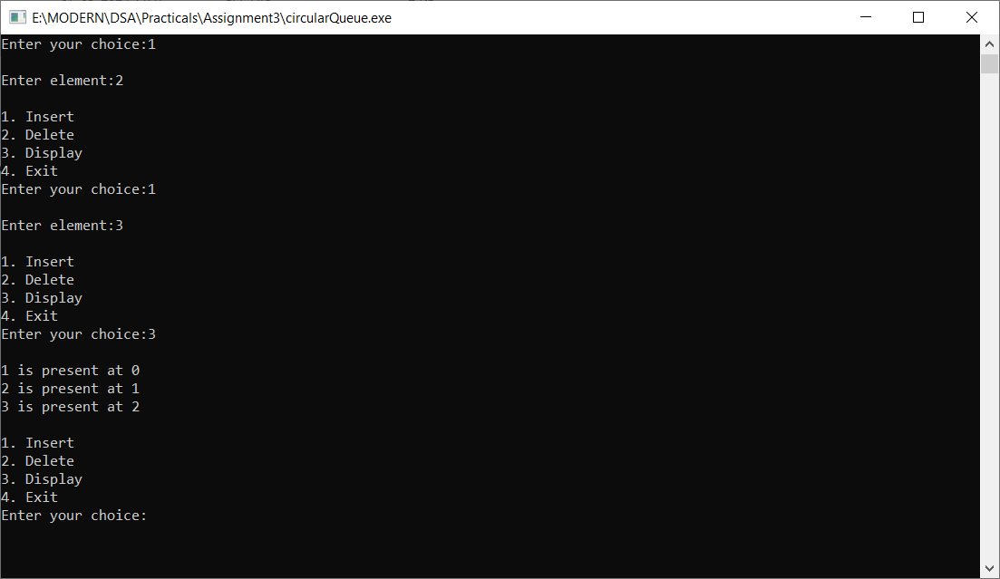 E:\MODERN\DSA\Practicals\Assignment3\circularQueue.exe
Enter your choice:1
Enter element:2
1. Insert
2. Delete
3. Display
4. Exit
Enter your choice:1
Enter element:3
1. Insert
2. Delete
3. Display
4. Exit
Enter your choice:3
1 is present at 0
2 is present at 1
3 is present at 2
1. Insert
2. Delete
3. Display
4. Exit
Enter your choice: